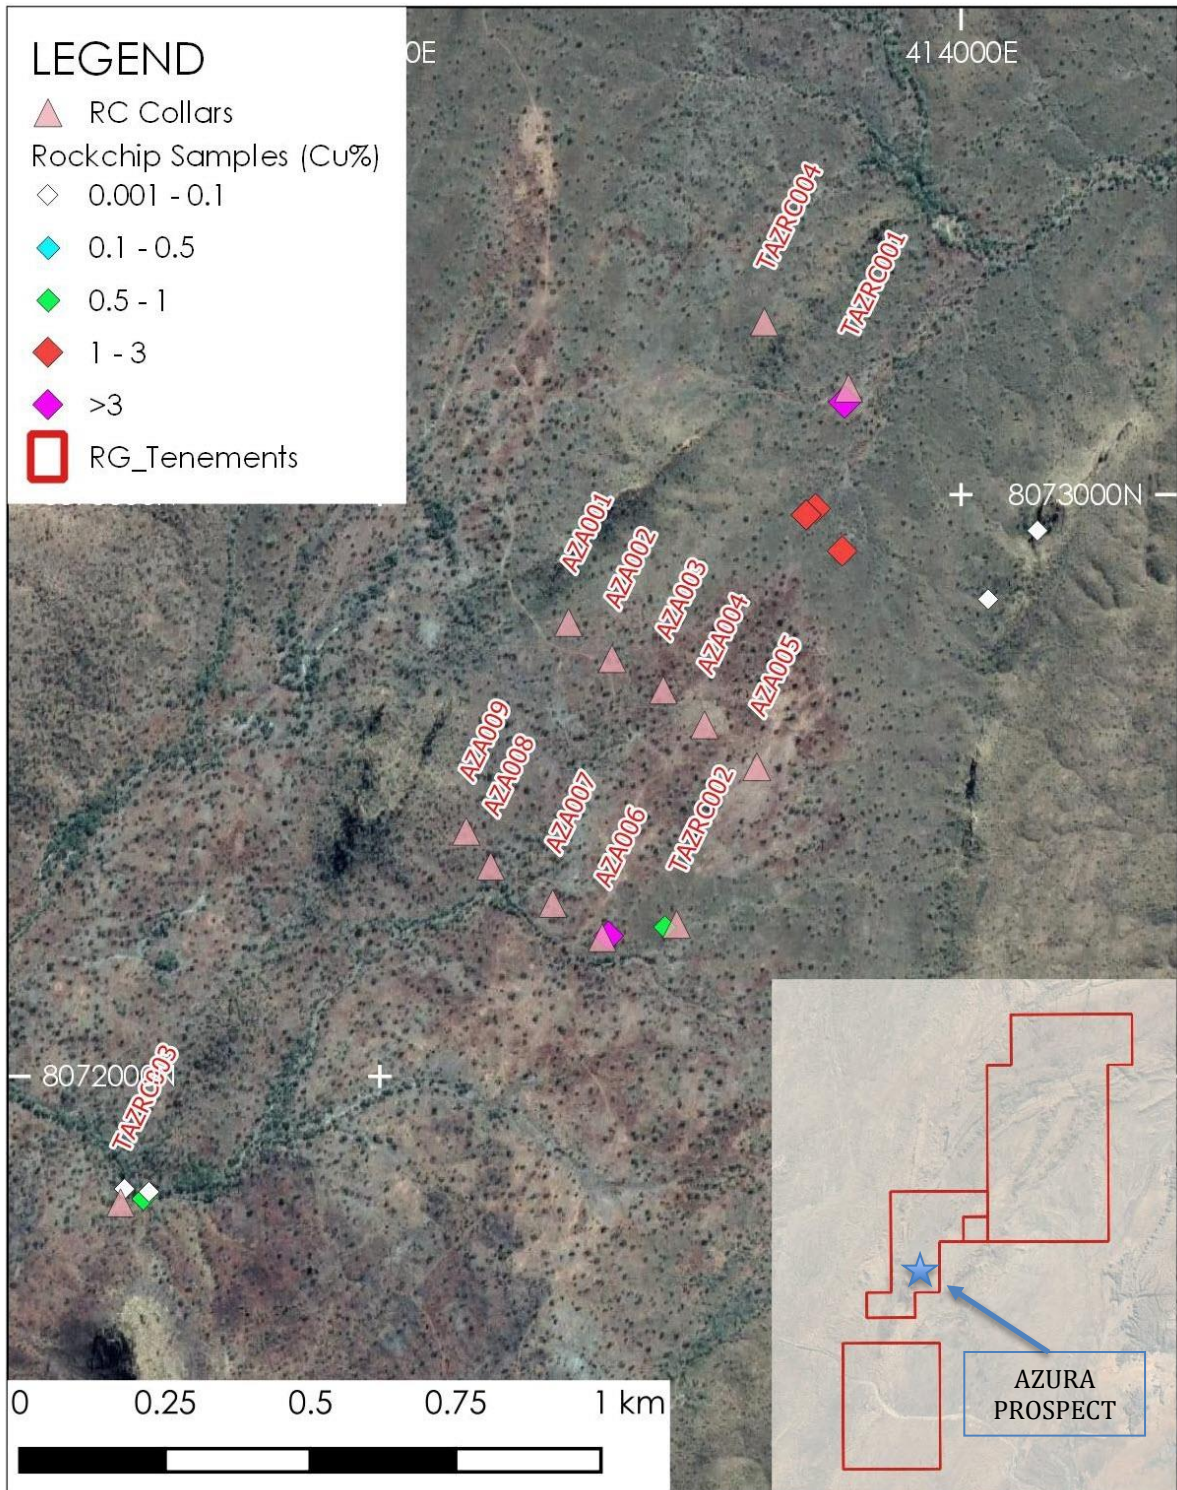 LEGEND
RC Collars
Rockchip Samples (Cu%)
0.001 - 0.1
0.1 - 0.5
0.5 - 1
1 - 3
>3
RG_Tenements
0E
414000E
TAZRC004
TAZRC001
8073000N
AZA001
AZA002
AZA003
AZA004
AZA005
AZA009
AZA008
AZA007
AZA006
TAZRC002
8072000N
TAZRC003
0 0.25 0.5 0.75 1 km
AZURA
PROSPECT